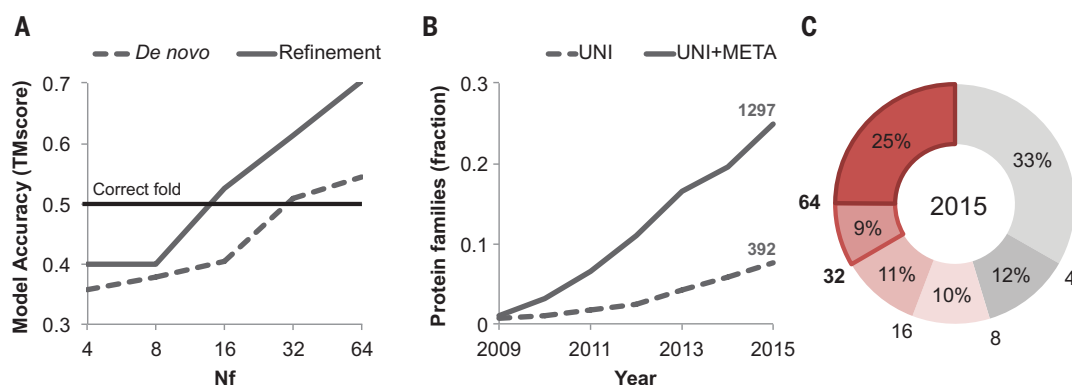 A
De novo
Refinement
Model Accuracy (TMscore)
0.7
0.6
0.5
0.4
0.3
Correct fold
4
8
16
32
64
Nf
B
UNI
UNI+META
Protein families (fraction)
0.3
0.2
0.1
0
1297
392
2009
2011
2013
2015
Year
C
25%
33%
64
2015
9%
32
11%
10%
12%
4
16
8